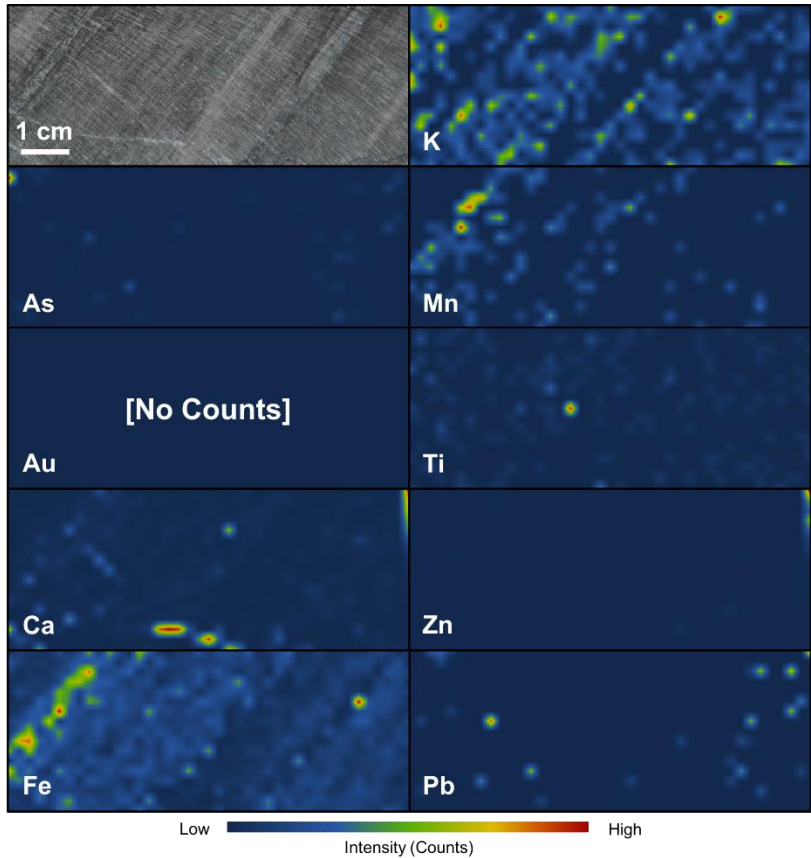 1 cm
K
As
Mn
[No Counts]
Au
Ti
Ca
Zn
Fe
Pb
Low
High
Intensity (Counts)